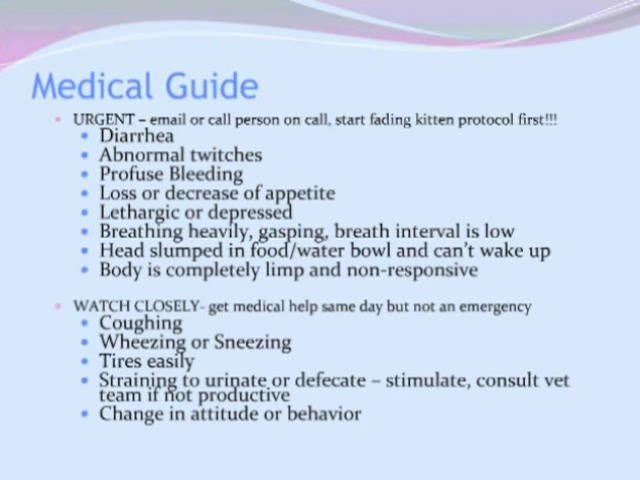 Medical Guide
URGENT – email or call person on call, start fading kitten protocol first!!!
Diarrhea
Abnormal twitches
Profuse Bleeding
Loss or decrease of appetite
Lethargic or depressed
Breathing heavily, gasping, breath interval is low
Head slumped in food/water bowl and can't wake up
Body is completely limp and non-responsive
WATCH CLOSELY- get medical help same day but not an emergency
Coughing
Wheezing or Sneezing
Tires easily
Straining to urinate or defecate – stimulate, consult vet
team if not productive
Change in attitude or behavior